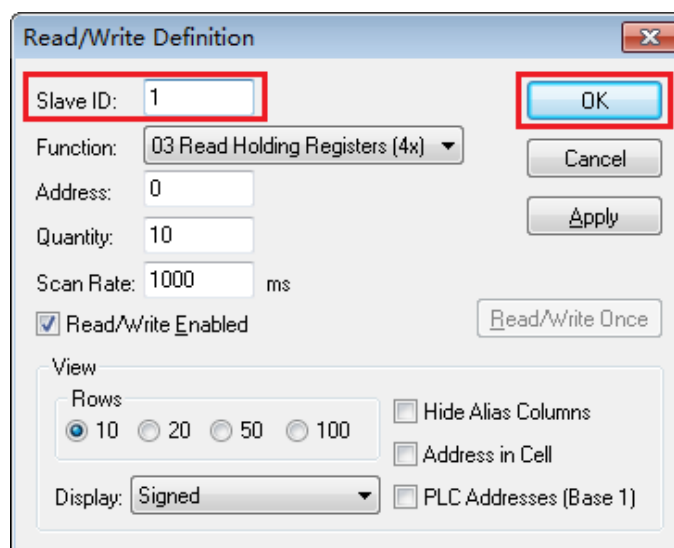 Read/Write Definition
Slave ID: 1
OK
Function: 03 Read Holding Registers (4x)
Cancel
Address: 0
Apply
Quantity: 10
Scan Rate: 1000 ms
Read/Write Enabled
Read/Write Once
View
Rows
10 20 50 100
Hide Alias Columns
Address in Cell
Display: Signed
PLC Addresses (Base 1)